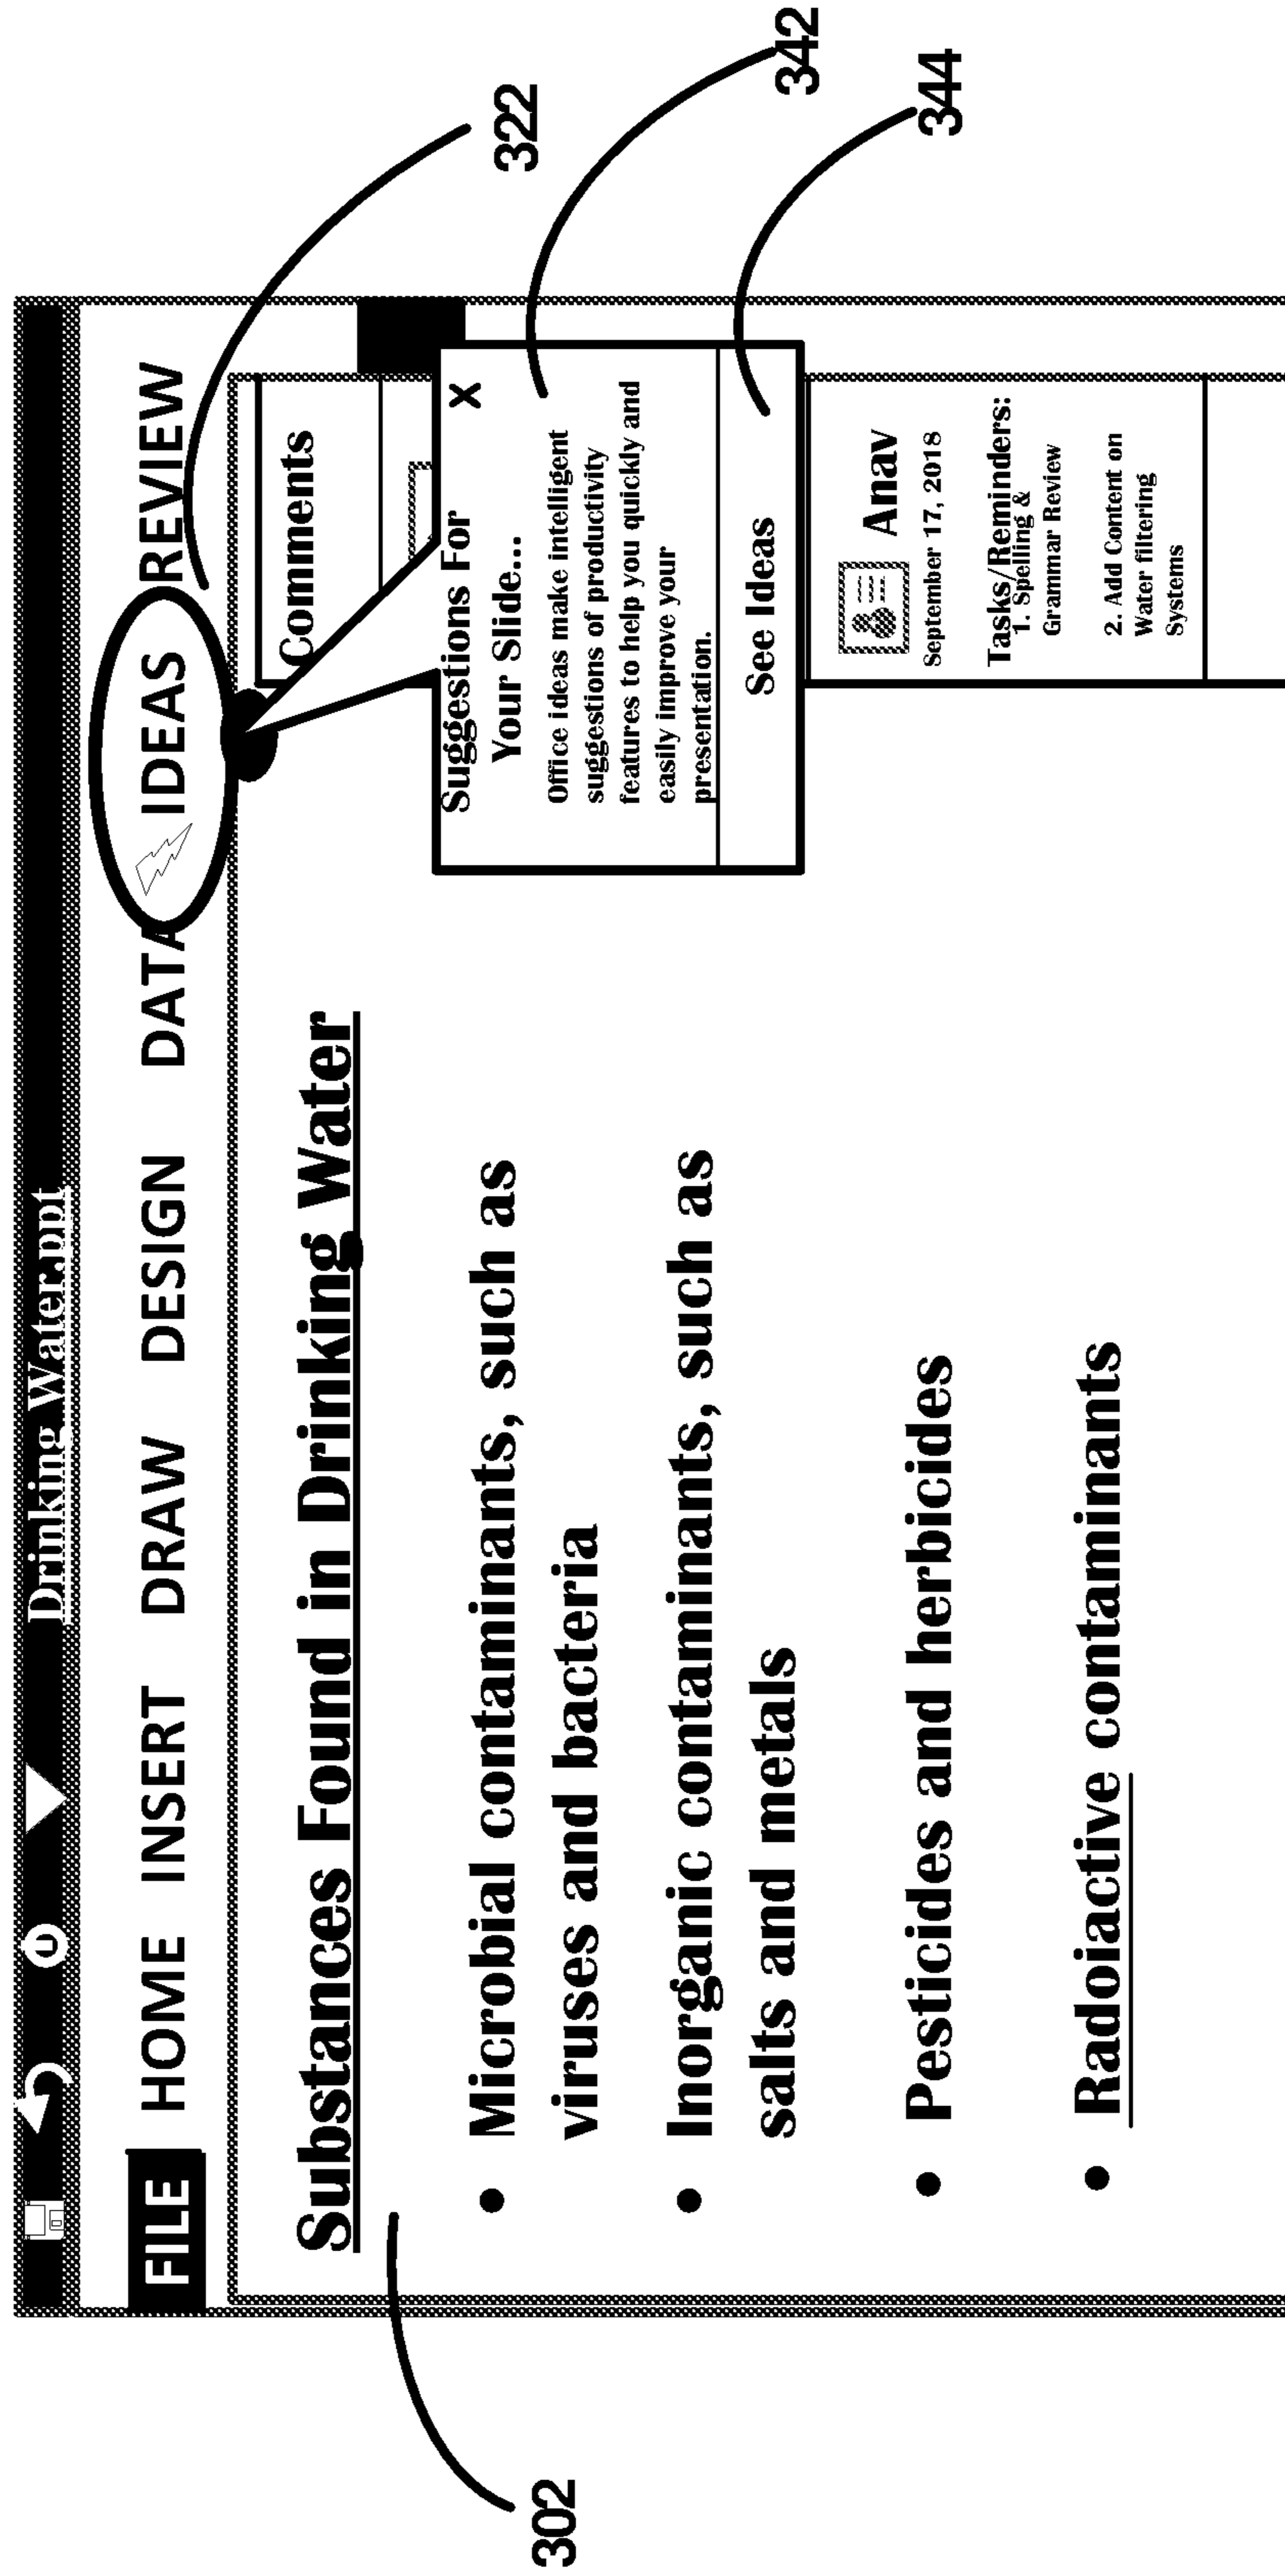 Drinking Water.ppt
FILE HOME INSERT DRAW DESIGN DATA IDEAS REVIEW
322
302
Substances Found in Drinking Water
• Microbial contaminants, such as
viruses and bacteria
• Inorganic contaminants, such as
salts and metals
• Pesticides and herbicides
• Radoiactive contaminants
Comments
Suggestions For X
Your Slide...
Office ideas make intelligent
suggestions of productivity
features to help you quickly and
easily improve your
presentation.
342
See Ideas
344
Anav
September 17, 2018
Tasks/Reminders:
1. Spelling &
Grammar Review
2. Add Content on
Water filtering
Systems